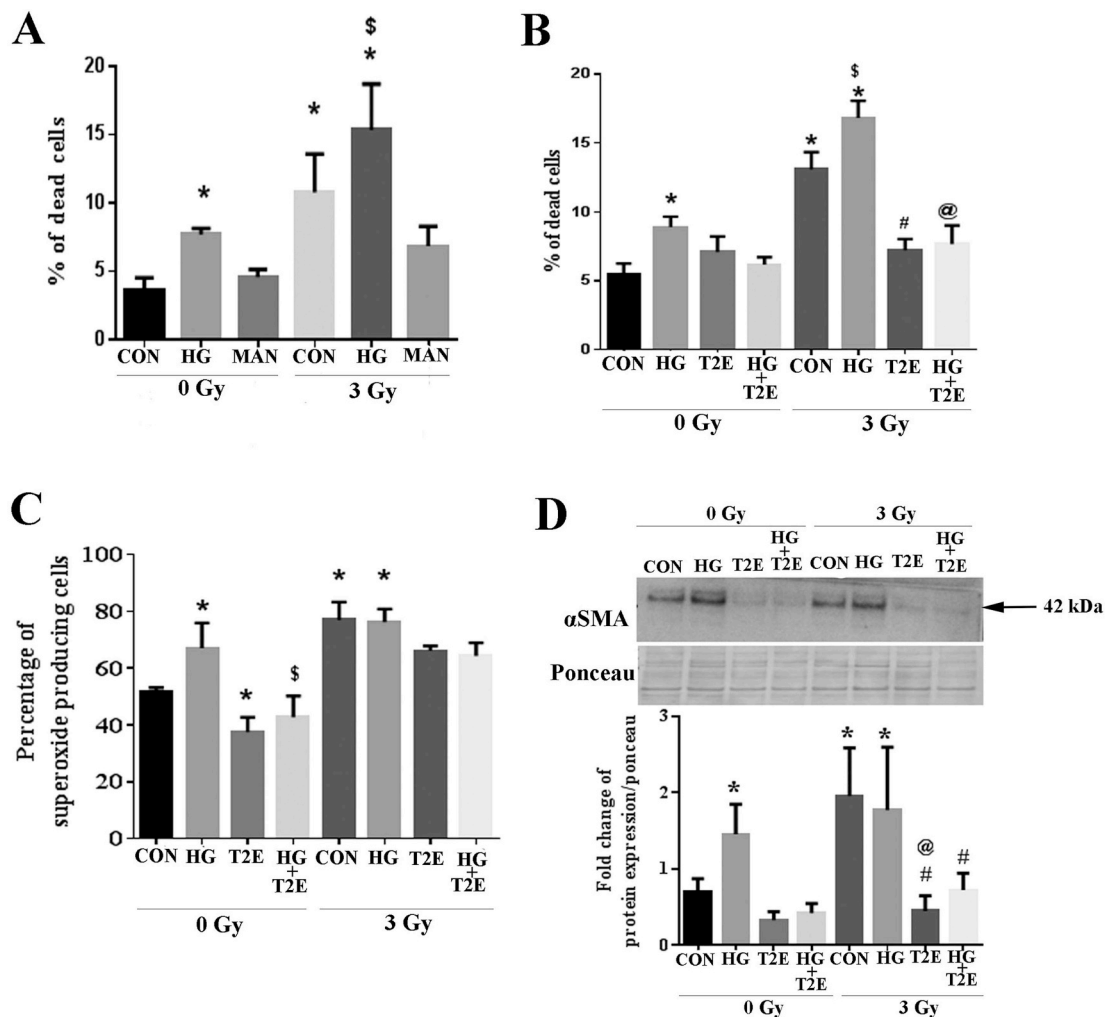 A
% of dead cells
20
15
10
5
0
*
*
$
*
CON HG MAN CON HG MAN
0 Gy 3 Gy
B
% of dead cells
20
15
10
5
0
*
*
$
*
#
@
CON HG T2E HG + T2E CON HG T2E HG + T2E
0 Gy 3 Gy
C
Percentage of
superoxide producing cells
100
80
60
40
20
0
*
*
$
*
*
CON HG T2E HG + T2E CON HG T2E HG + T2E
0 Gy 3 Gy
D
0 Gy 3 Gy
CON HG T2E HG + T2E CON HG T2E HG + T2E
αSMA
42 kDa
Ponceau
Fold change of
protein expression/ponceau
3
2
1
0
*
*
*
@
#
#
CON HG T2E HG + T2E CON HG T2E HG + T2E
0 Gy 3 Gy